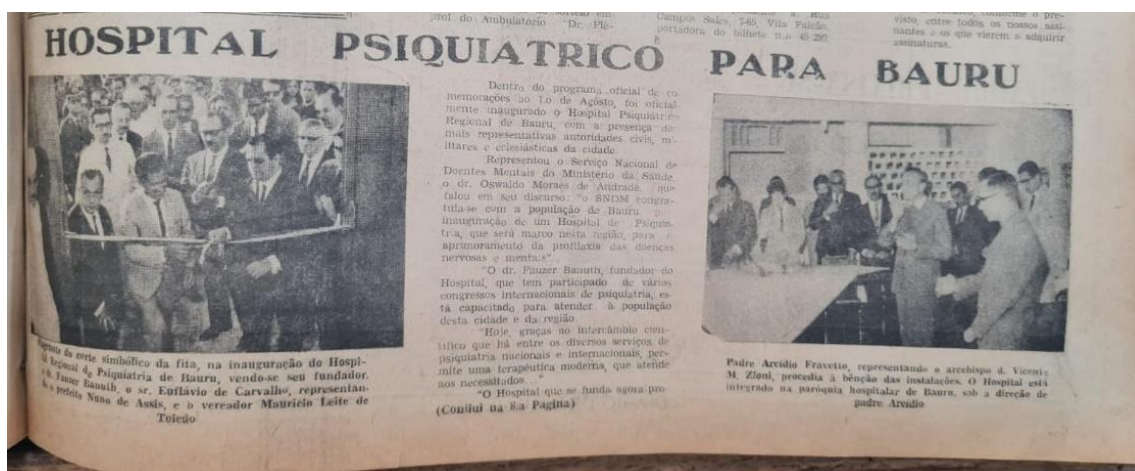 rol do Ambulatório "Dr. Plê-
Campos Sales, 7-65, Vila Falcão,
portadora do bilhete n.o 45 292
visto, entre todos os nossos assi-
nantes e os que vierem a adquirir
assinaturas.
HOSPITAL PSIQUIATRICO PARA BAURU
Dentro do programa oficial de co-
memorações ao 1.o de Agôsto, foi oficial-
mente inaugurado o Hospital Psiquiátrico
Regional de Bauru, com a presença de
mais representativas autoridades civis, mi-
litares e eclesiásticas da cidade.
Representou o Serviço Nacional de
Doentes Mentais do Ministério da Saúde,
o dr. Oswaldo Moraes de Andrade, que
falou em seu discurso: "o SNDM congra-
tula-se com a população de Bauru
inauguração de um Hospital de Psiquia-
tria, que será marco nesta região, para
aprimoramento da profilaxia das doenças
nervosas e mentais"..
"O dr. Fauzer Banuth, fundador do
Hospital, que tem participado de vários
congressos internacionais de psiquiatria, es-
tá capacitado para atender à população
desta cidade e da região.
"Hoje, graças ao intercâmbio cien-
tífico que há entre os diversos serviços de
psiquiatria nacionais e internacionais, per-
mite uma terapêutica moderna, que atende
aos necessitados..."
"O Hospital que se funda agora pro-
(Conilui na 8.a Pagina)
do corte simbólico da fita, na inauguração do Hospi-
Regional de Psiquiatria de Bauru, vendo-se seu fundador,
dr. Fauzer Banuth, o sr. Euflávio de Carvalho, representan-
prefeito Nuno de Assis, e o vereador Mauricio Leite de
Toledo
Padre Arcídio Fravetto, representando o arcebispo d. Vicente
M. Zioni, procedia à bênção das instalações. O Hospital está
integrado na paróquia hospitalar de Bauru, sob a direção de
padre Arcidio